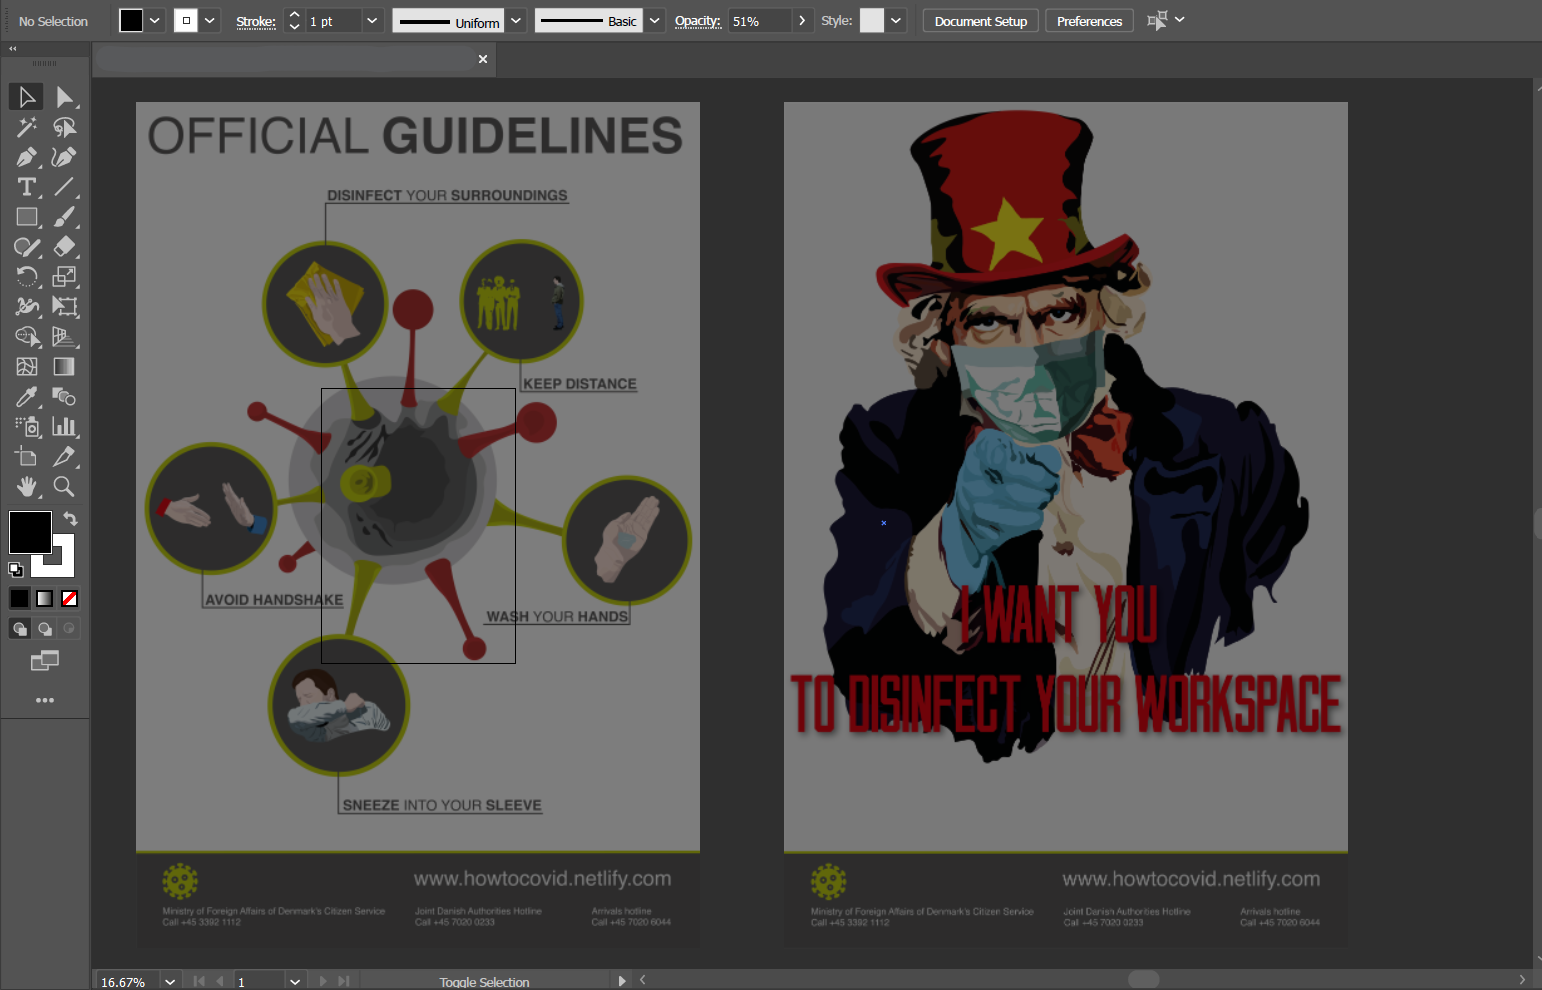 No Selection
Stroke:
1 pt
Uniform
Basic
Opacity:
51%
Style:
Document Setup
Preferences
OFFICIAL GUIDELINES
DISINFECT YOUR SURROUNDINGS
KEEP DISTANCE
AVOID HANDSHAKE
WASH YOUR HANDS
SNEEZE INTO YOUR SLEEVE
www.howtocovid.netlify.com
Ministry of Foreign Affairs of Denmark's Citizen Service
Call +45 3392 1112
Joint Danish Authorities Hotline
Call +45 7020 0233
Arrivals hotline
Call +45 7020 6044
I WANT YOU
TO DISINFECT YOUR WORKSPACE
www.howtocovid.netlify.com
Ministry of Foreign Affairs of Denmark's Citizen Service
Call +45 3392 1112
Joint Danish Authorities Hotline
Call +45 7020 0233
Arrivals hotline
Call +45 7020 6044
16.67%
1
Toggle Selection